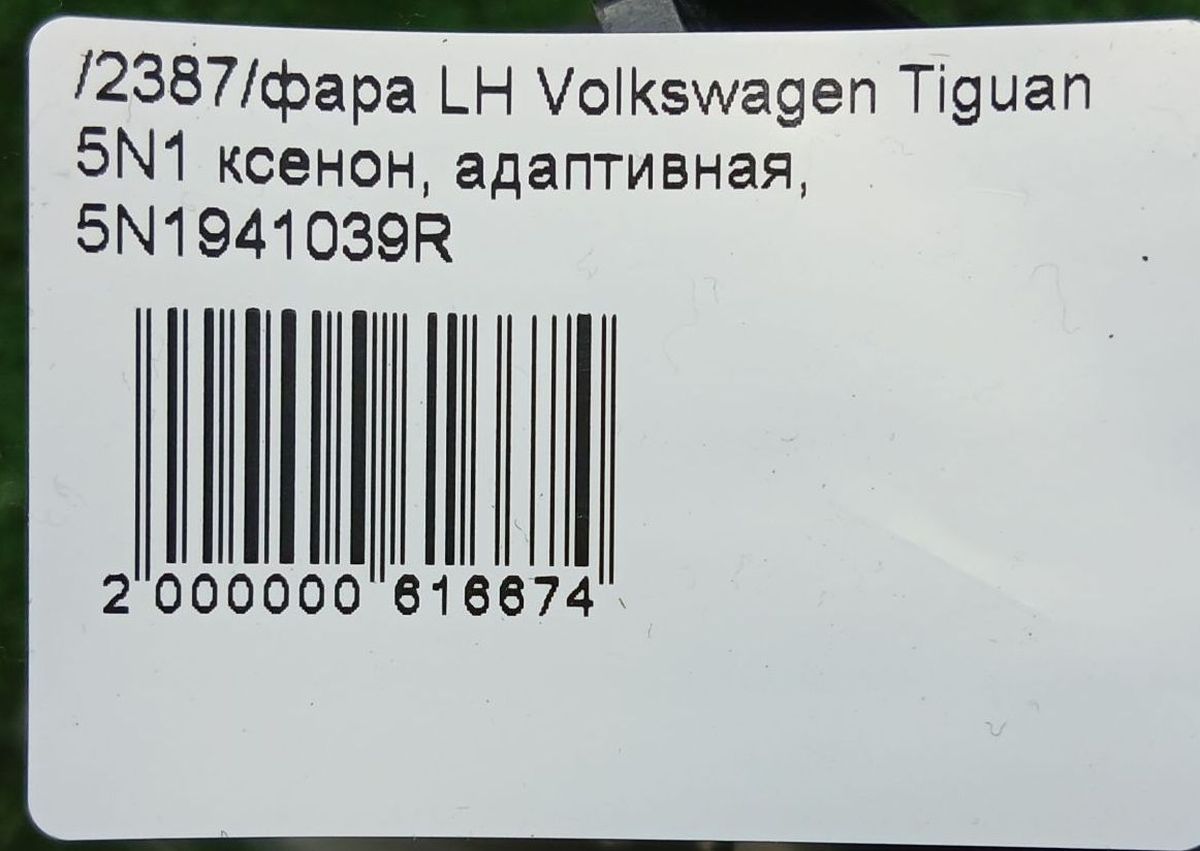 /2387/фара LH Volkswagen Tiguan
5N1 ксенон, адаптивная,
5N1941039R
2 000000 616674